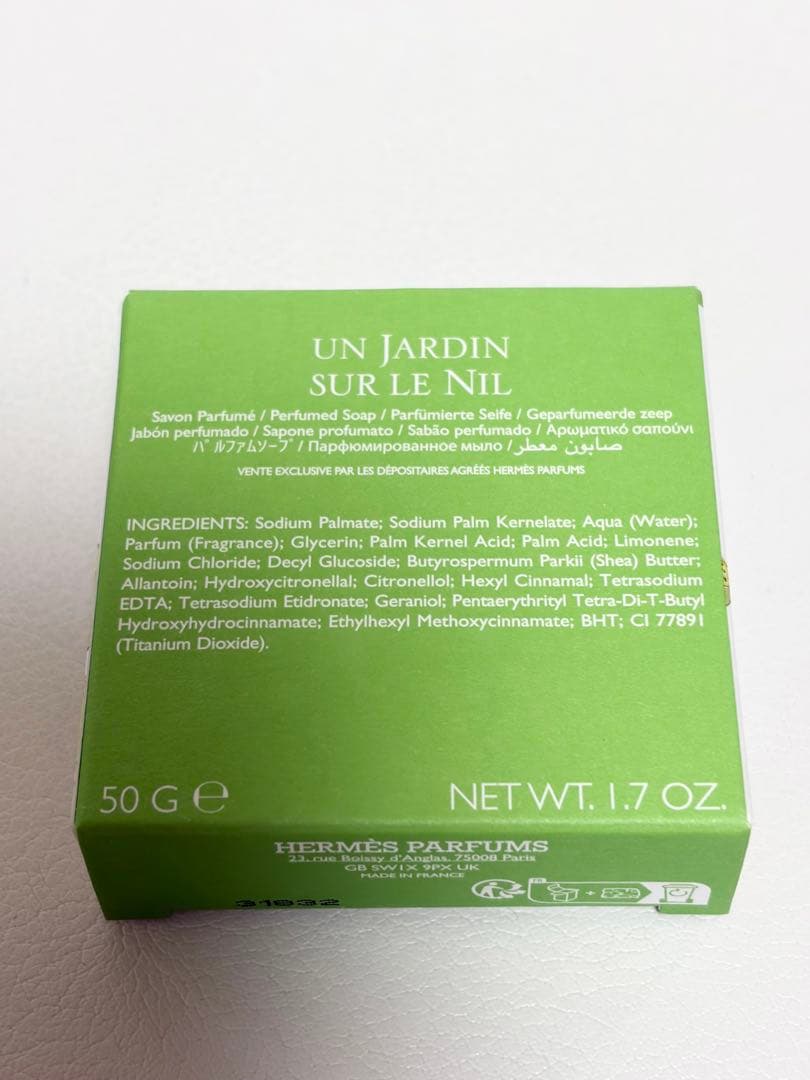 UN JARDIN
SUR LE NIL
Savon Parfumé / Perfumed Soap / Parfümierte Seife / Geparfumeerde zeep
Jabón perfumado / Sapone profumato / Sabão perfumado / Αρωματικό σαπούνι
パルファムソープ / Парфюмированное мыло / صابون معطر
VENTE EXCLUSIVE PAR LES DÉPOSITAIRES AGRÉÉS HERMÈS PARFUMS
INGREDIENTS: Sodium Palmate; Sodium Palm Kernelate; Aqua (Water);
Parfum (Fragrance); Glycerin; Palm Kernel Acid; Palm Acid; Limonene;
Sodium Chloride; Decyl Glucoside; Butyrospermum Parkii (Shea) Butter;
Allantoin; Hydroxycitronellal; Citronellol; Hexyl Cinnamal; Tetrasodium
EDTA; Tetrasodium Etidronate; Geraniol; Pentaerythrityl Tetra-Di-T-Butyl
Hydroxyhydrocinnamate; Ethylhexyl Methoxycinnamate; BHT; CI 77891
(Titanium Dioxide).
50 G ℮ NET WT. 1.7 OZ.
HERMÈS PARFUMS
23, rue Boissy d'Anglas, 75008 Paris
GB SW1X 9PX UK
MADE IN FRANCE
FR